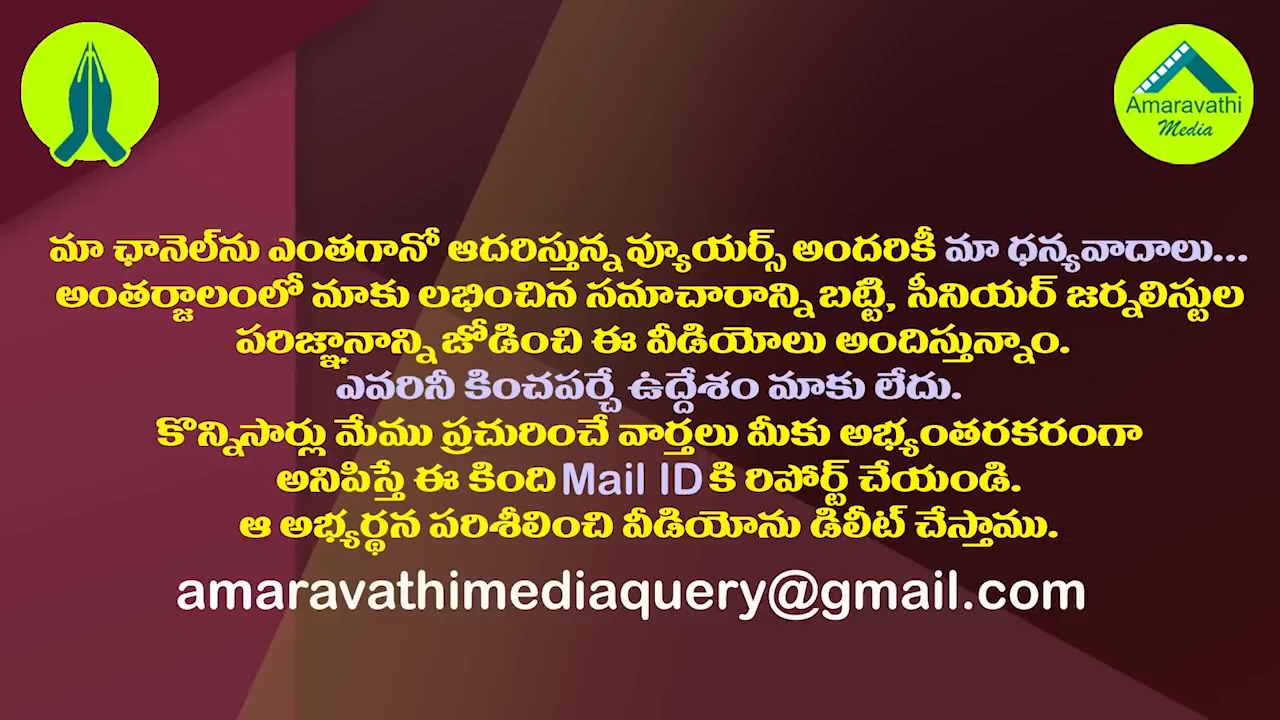 Amaravathi
Media
మా ఛానెల్‌ను ఎంతగానో ఆదరిస్తున్న వ్యూయర్స్ అందరికీ మా ధన్యవాదాలు...
అంతర్జాలంలో మాకు లభించిన సమాచారాన్ని బట్టి, సీనియర్ జర్నలిస్టుల
పరిజ్ఞానాన్ని జోడించి ఈ వీడియోలు అందిస్తున్నాం.
ఎవరినీ కించపర్చే ఉద్దేశం మాకు లేదు.
కొన్నిసార్లు మేము ప్రచురించే వార్తలు మీకు అభ్యంతరకరంగా
అనిపిస్తే ఈ కింది Mail ID కి రిపోర్ట్ చేయండి.
ఆ అభ్యర్థన పరిశీలించి వీడియోను డిలీట్ చేస్తాము.
amaravathimediaquery@gmail.com